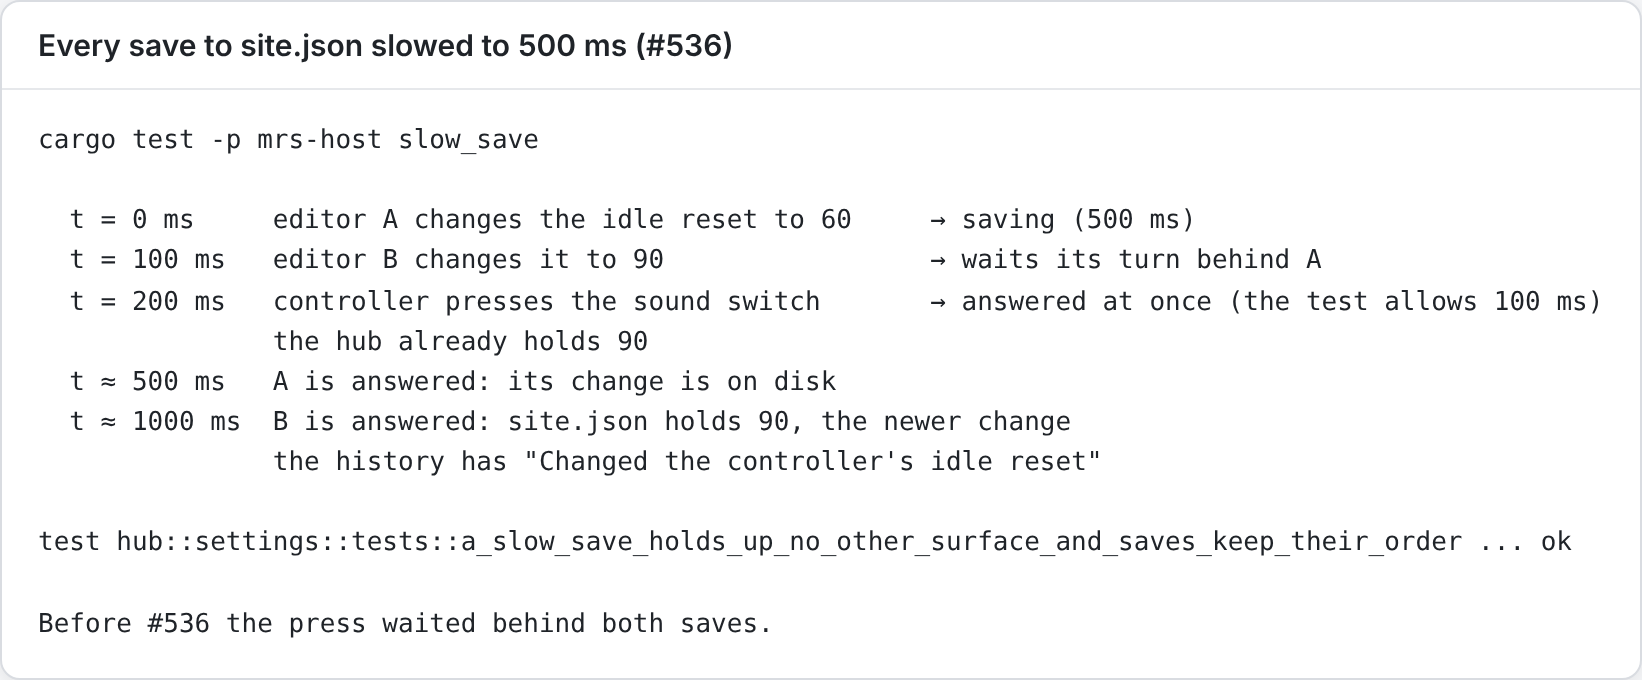 Every save to site.json slowed to 500 ms (#536)
cargo test -p mrs-host slow_save
t = 0 ms     editor A changes the idle reset to 60     → saving (500 ms)
t = 100 ms   editor B changes it to 90                 → waits its turn behind A
t = 200 ms   controller presses the sound switch       → answered at once (the test allows 100 ms)
the hub already holds 90
t ≈ 500 ms   A is answered: its change is on disk
t ≈ 1000 ms  B is answered: site.json holds 90, the newer change
the history has "Changed the controller's idle reset"
test hub::settings::tests::a_slow_save_holds_up_no_other_surface_and_saves_keep_their_order ... ok
Before #536 the press waited behind both saves.